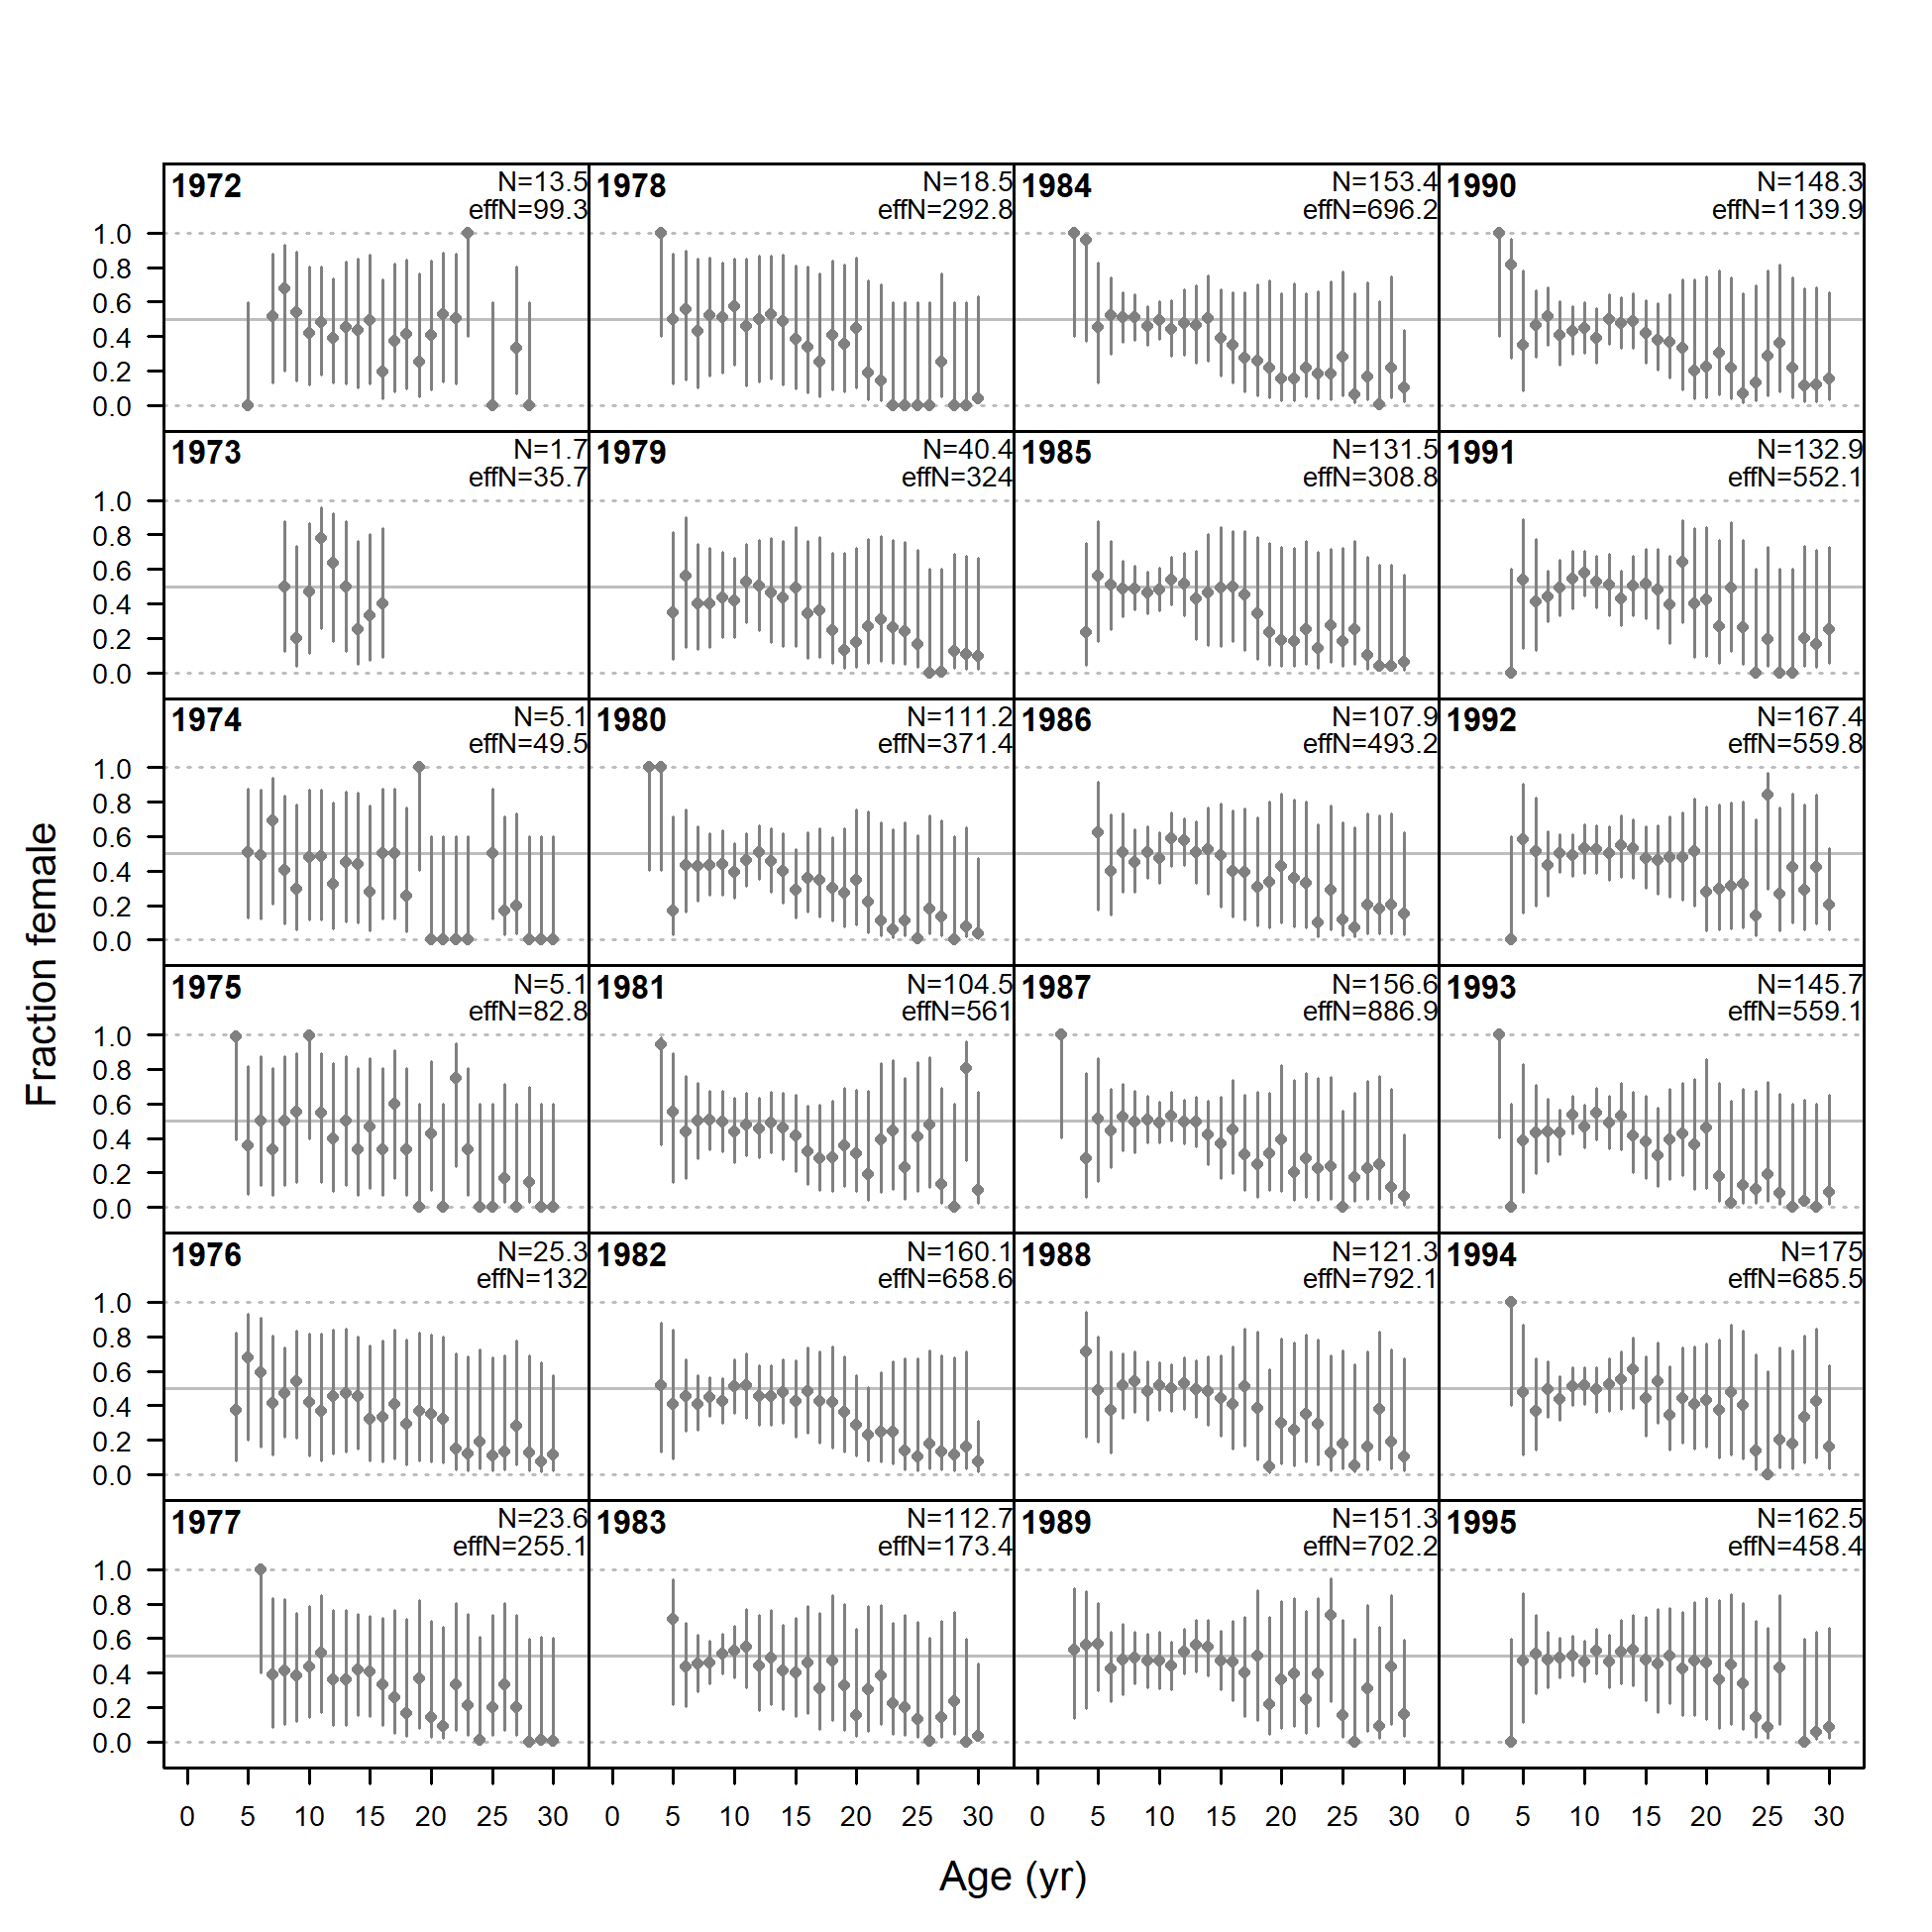 1972 N=13.5
effN=99.3
1978 N=18.5
effN=292.8
1984 N=153.4
effN=696.2
1990 N=148.3
effN=1139.9
1.0
0.8
0.6
0.4
0.2
0.0
1973 N=1.7
effN=35.7
1979 N=40.4
effN=324
1985 N=131.5
effN=308.8
1991 N=132.9
effN=552.1
1.0
0.8
0.6
0.4
0.2
0.0
1974 N=5.1
effN=49.5
1980 N=111.2
effN=371.4
1986 N=107.9
effN=493.2
1992 N=167.4
effN=559.8
1.0
0.8
0.6
0.4
0.2
0.0
1975 N=5.1
effN=82.8
1981 N=104.5
effN=561
1987 N=156.6
effN=886.9
1993 N=145.7
effN=559.1
1.0
0.8
0.6
0.4
0.2
0.0
1976 N=25.3
effN=132
1982 N=160.1
effN=658.6
1988 N=121.3
effN=792.1
1994 N=175
effN=685.5
1.0
0.8
0.6
0.4
0.2
0.0
1977 N=23.6
effN=255.1
1983 N=112.7
effN=173.4
1989 N=151.3
effN=702.2
1995 N=162.5
effN=458.4
1.0
0.8
0.6
0.4
0.2
0.0
0 5 10 15 20 25 30 0 5 10 15 20 25 30 0 5 10 15 20 25 30 0 5 10 15 20 25 30
Age (yr)
Fraction female